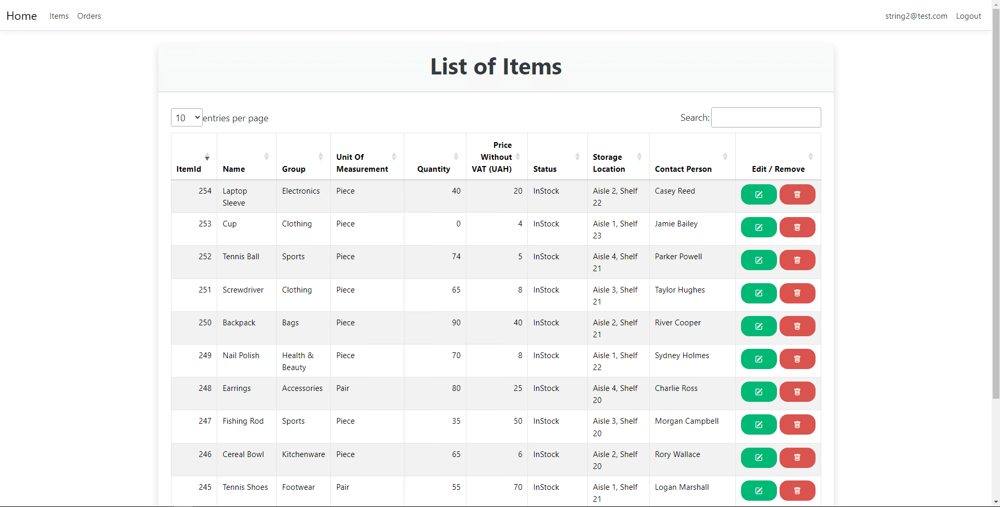 Home Items Orders string2@test.com Logout
List of Items
10 entries per page Search:
ItemId Name Group Unit Of Measurement Quantity Price Without VAT (UAH) Status Storage Location Contact Person Edit / Remove
254 Laptop Sleeve Electronics Piece 40 20 InStock Aisle 2, Shelf 22 Casey Reed
253 Cup Clothing Piece 0 4 InStock Aisle 1, Shelf 23 Jamie Bailey
252 Tennis Ball Sports Piece 74 5 InStock Aisle 4, Shelf 21 Parker Powell
251 Screwdriver Clothing Piece 65 8 InStock Aisle 3, Shelf 21 Taylor Hughes
250 Backpack Bags Piece 90 40 InStock Aisle 2, Shelf 21 River Cooper
249 Nail Polish Health & Beauty Piece 70 8 InStock Aisle 1, Shelf 22 Sydney Holmes
248 Earrings Accessories Pair 80 25 InStock Aisle 4, Shelf 20 Charlie Ross
247 Fishing Rod Sports Piece 35 50 InStock Aisle 3, Shelf 20 Morgan Campbell
246 Cereal Bowl Kitchenware Piece 65 6 InStock Aisle 2, Shelf 20 Rory Wallace
245 Tennis Shoes Footwear Pair 55 70 InStock Aisle 1, Shelf 21 Logan Marshall